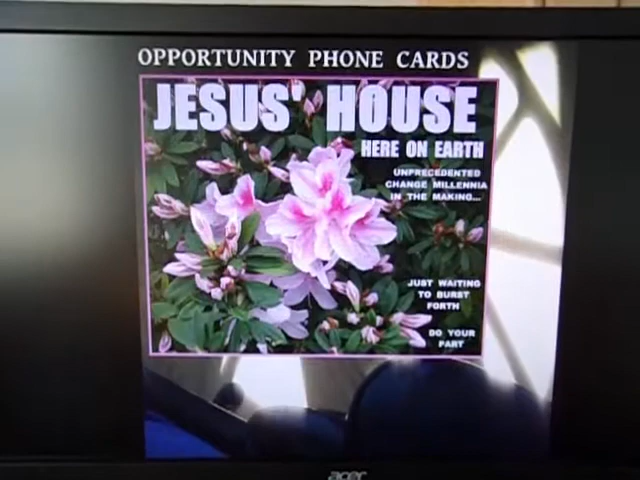 OPPORTUNITY PHONE CARDS
JESUS' HOUSE
HERE ON EARTH
UNPRECEDENTED
CHANGE MILLENNIA
IN THE MAKING...
JUST WAITING
TO BURST
FORTH
DO YOUR
PART
acer